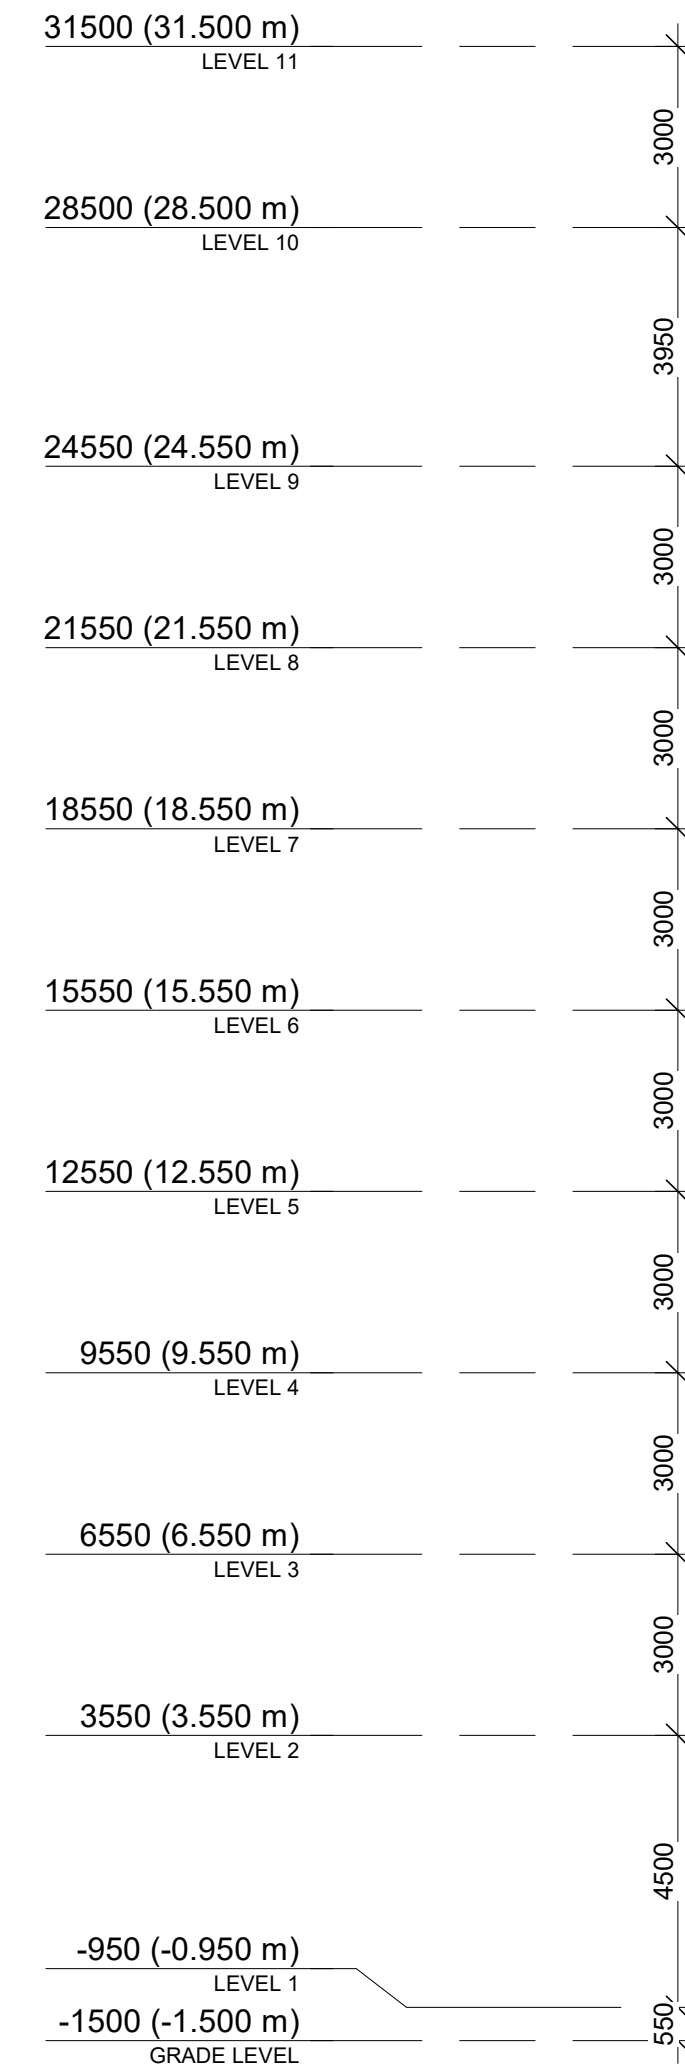 31500 (31.500 m)
LEVEL 11
3000
28500 (28.500 m)
LEVEL 10
3950
24550 (24.550 m)
LEVEL 9
3000
21550 (21.550 m)
LEVEL 8
3000
18550 (18.550 m)
LEVEL 7
3000
15550 (15.550 m)
LEVEL 6
3000
12550 (12.550 m)
LEVEL 5
3000
9550 (9.550 m)
LEVEL 4
3000
6550 (6.550 m)
LEVEL 3
3000
3550 (3.550 m)
LEVEL 2
4500
-950 (-0.950 m)
LEVEL 1
550
-1500 (-1.500 m)
GRADE LEVEL